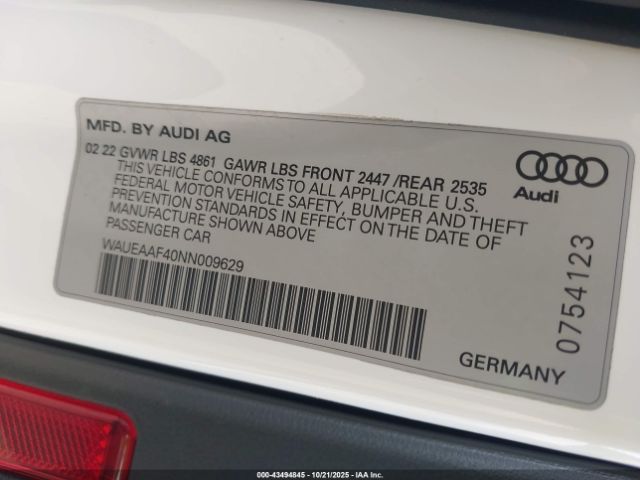 MFD. BY AUDI AG
02 22 GVWR LBS 4861 GAWR LBS FRONT 2447 /REAR 2535
THIS VEHICLE CONFORMS TO ALL APPLICABLE U.S.
FEDERAL MOTOR VEHICLE SAFETY, BUMPER AND THEFT
PREVENTION STANDARDS IN EFFECT ON THE DATE OF
MANUFACTURE SHOWN ABOVE
PASSENGER CAR
WAUEAAF40NN009629
Audi
0754123
GERMANY
000-43494845 - 10/21/2025 - COPYRIGHT IAA, Inc.